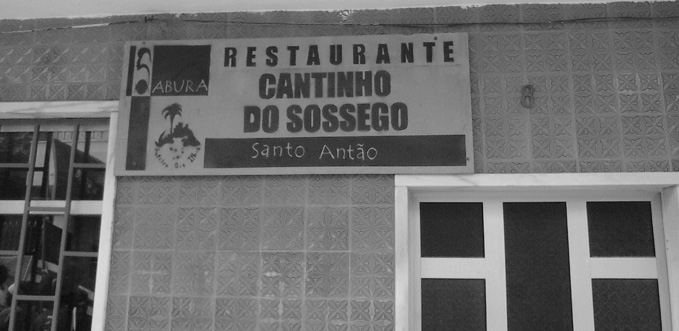 SABURA
RESTAURANTE
CANTINHO
DO SOSSEGO
Santo Antão
8